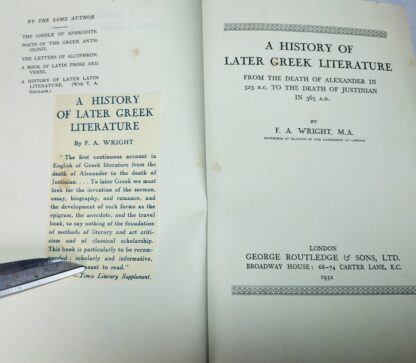 BY THE SAME AUTHOR
THE GIRDLE OF APHRODITE.
POETS OF THE GREEK ANTH-
OLOGY.
THE LETTERS OF ALCIPHRON.
A BOOK OF LATIN PROSE AND
VERSE.
A HISTORY OF LATER LATIN
LITERATURE. (With T. A.
SINCLAIR.)
A HISTORY
OF LATER GREEK
LITERATURE
By F. A. WRIGHT
"The first continuous account in
English of Greek literature from the
death of Alexander to the death of
Justinian. . . . To later Greek we must
look for the invention of the sermon,
essay, biography, and romance, and
the development of such forms as the
epigram, the anecdote, and the travel
book, to say nothing of the foundation
of methods of literary and art criti-
cism and of classical scholarship.
This book is particularly to be recom-
scholarly and informative,
to read."
—Times Literary Supplement.
A HISTORY OF
LATER GREEK LITERATURE
FROM THE DEATH OF ALEXANDER IN
323 B.C. TO THE DEATH OF JUSTINIAN
IN 565 A.D.
BY
F. A. WRIGHT, M.A.
PROFESSOR OF CLASSICS IN THE UNIVERSITY OF LONDON
LONDON
GEORGE ROUTLEDGE & SONS, LTD.
BROADWAY HOUSE: 68-74 CARTER LANE, E.C.
1932